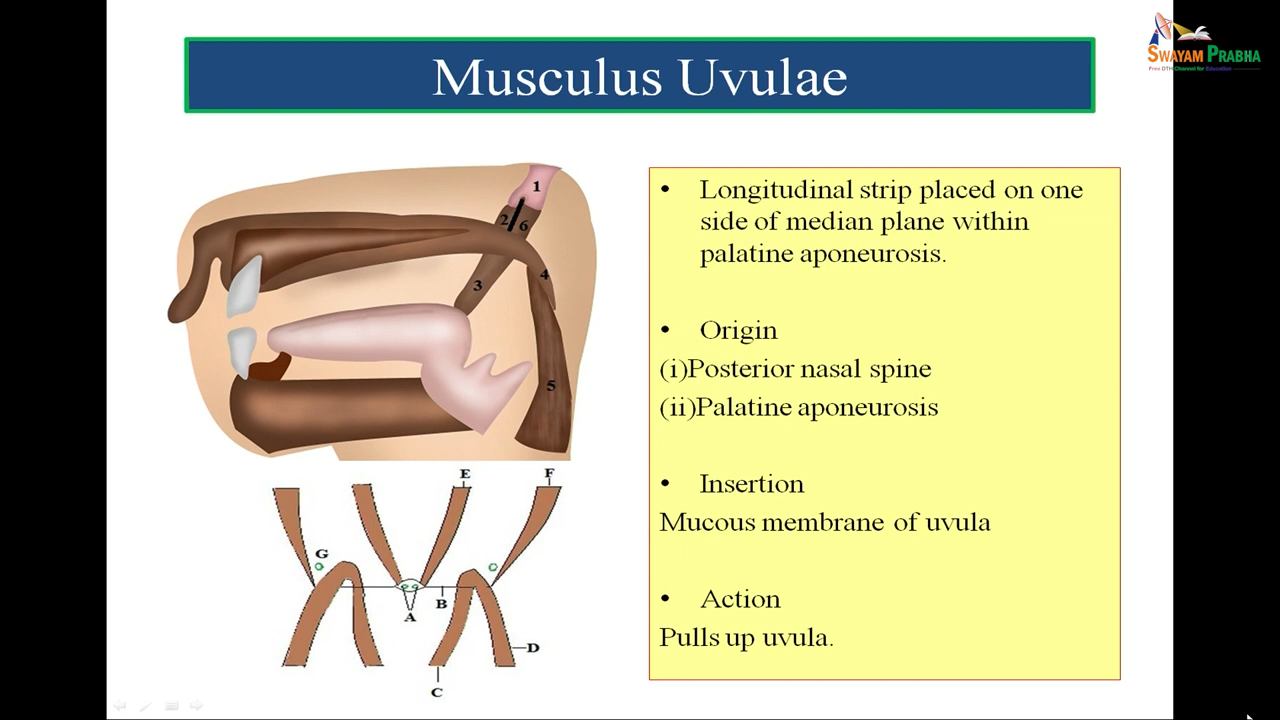 SWAYAM PRABHA
Free DTH Channel for Education
Musculus Uvulae
1
2
6
3
4
5
E
F
G
A
B
D
C
• Longitudinal strip placed on one
side of median plane within
palatine aponeurosis.
• Origin
(i)Posterior nasal spine
(ii)Palatine aponeurosis
• Insertion
Mucous membrane of uvula
• Action
Pulls up uvula.